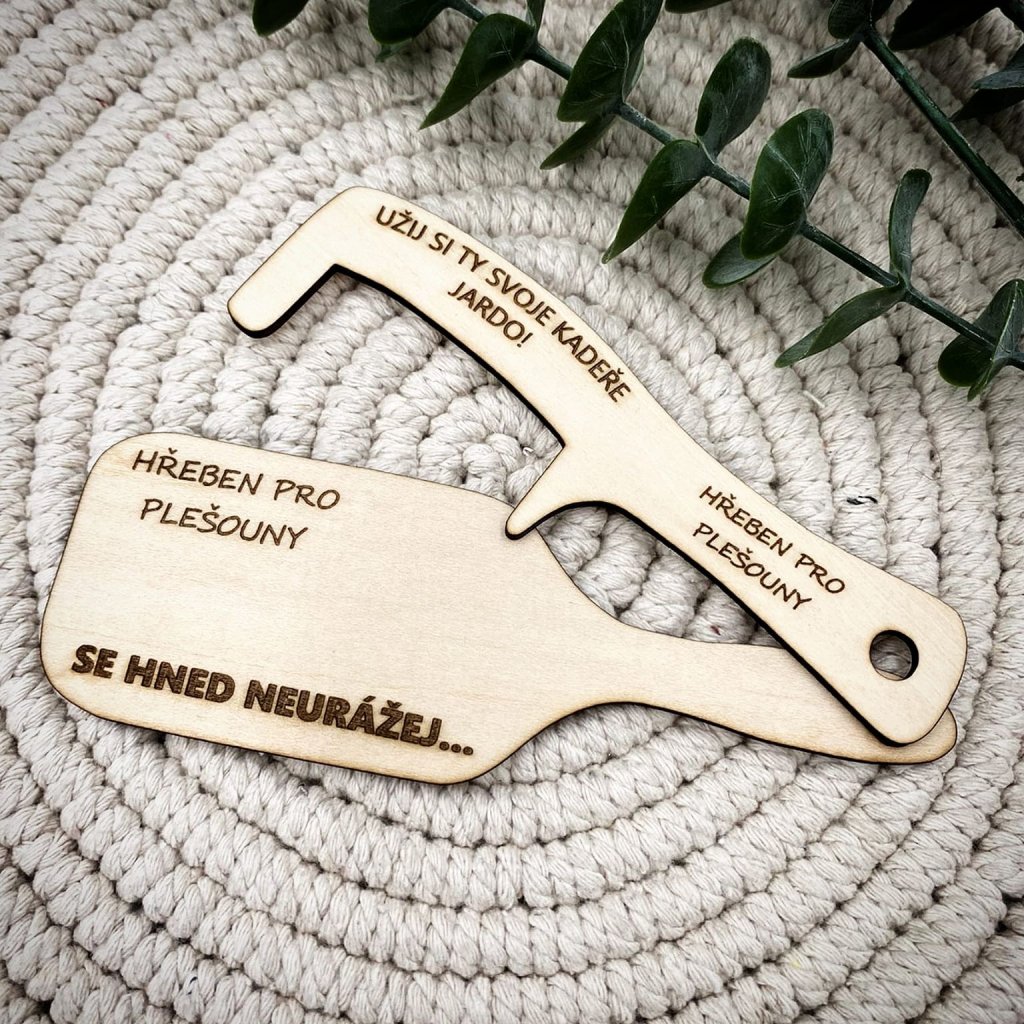 UŽIJ SI TY SVOJE KADEŘE
JARDO!
HŘEBEN PRO
PLEŠOUNY
HŘEBEN PRO
PLEŠOUNY
SE HNED NEURÁŽEJ...